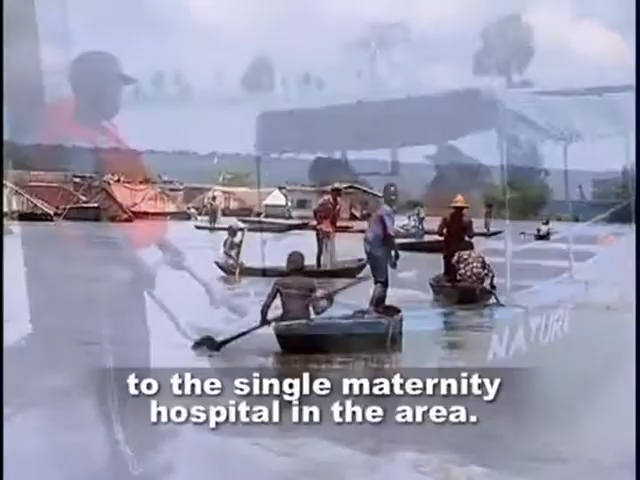 NATURE
to the single maternity
hospital in the area.